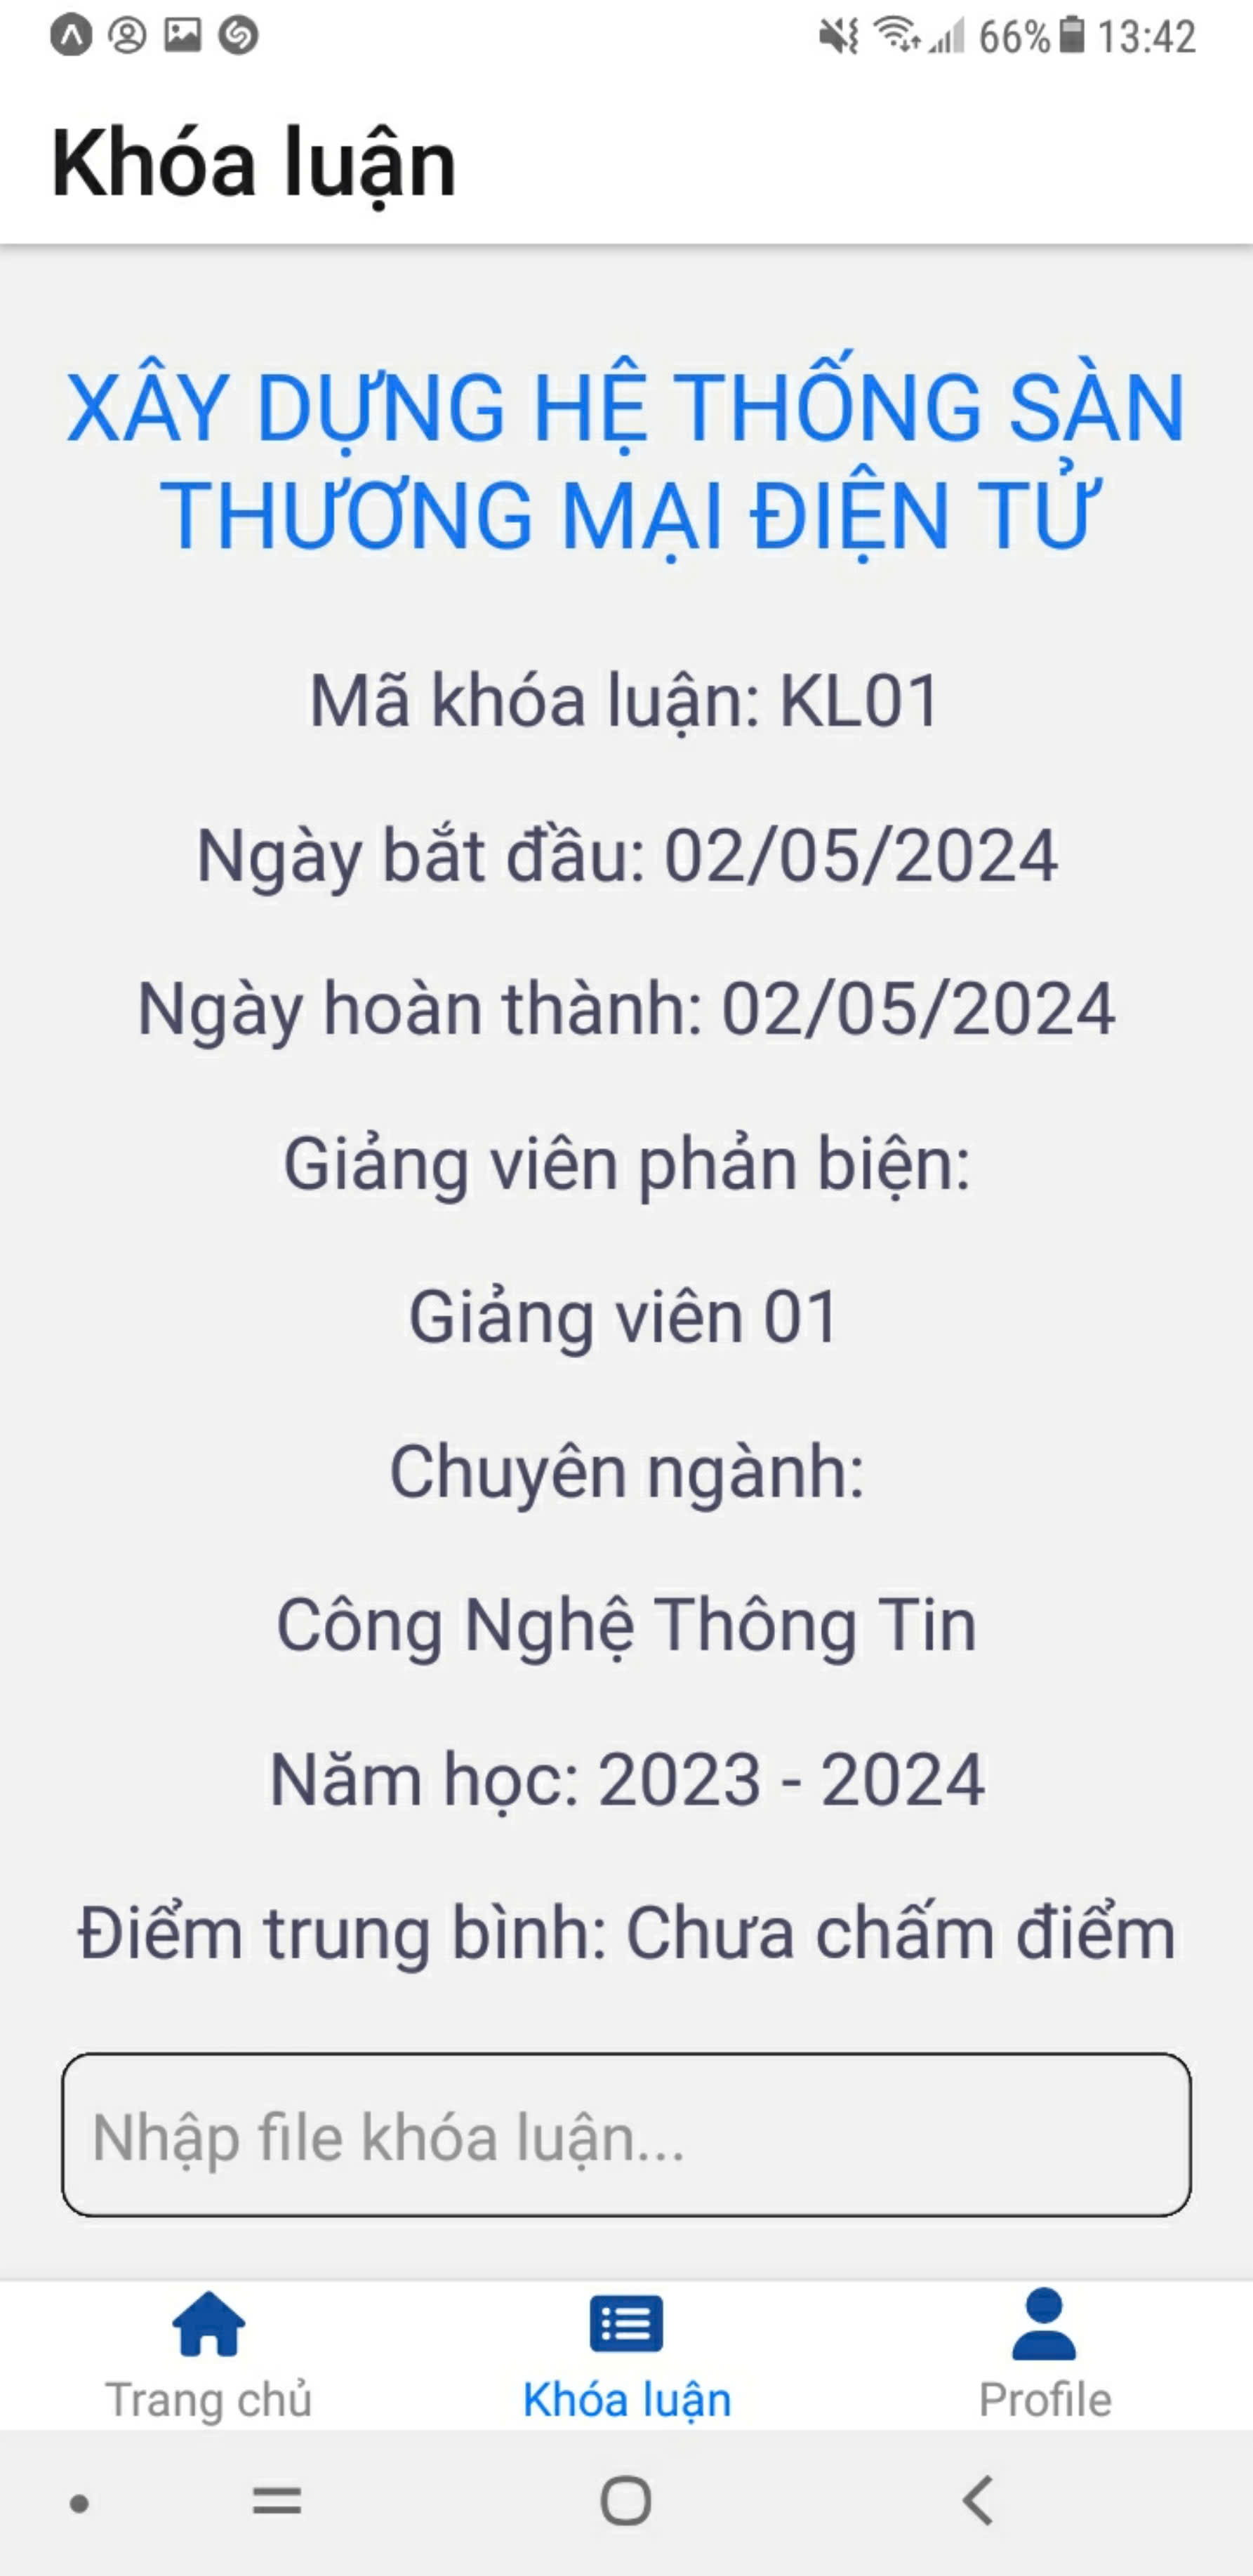 66% 13:42
Khóa luận
XÂY DỰNG HỆ THỐNG SÀN
THƯƠNG MẠI ĐIỆN TỬ
Mã khóa luận: KL01
Ngày bắt đầu: 02/05/2024
Ngày hoàn thành: 02/05/2024
Giảng viên phản biện:
Giảng viên 01
Chuyên ngành:
Công Nghệ Thông Tin
Năm học: 2023 - 2024
Điểm trung bình: Chưa chấm điểm
Nhập file khóa luận...
Trang chủ Khóa luận Profile